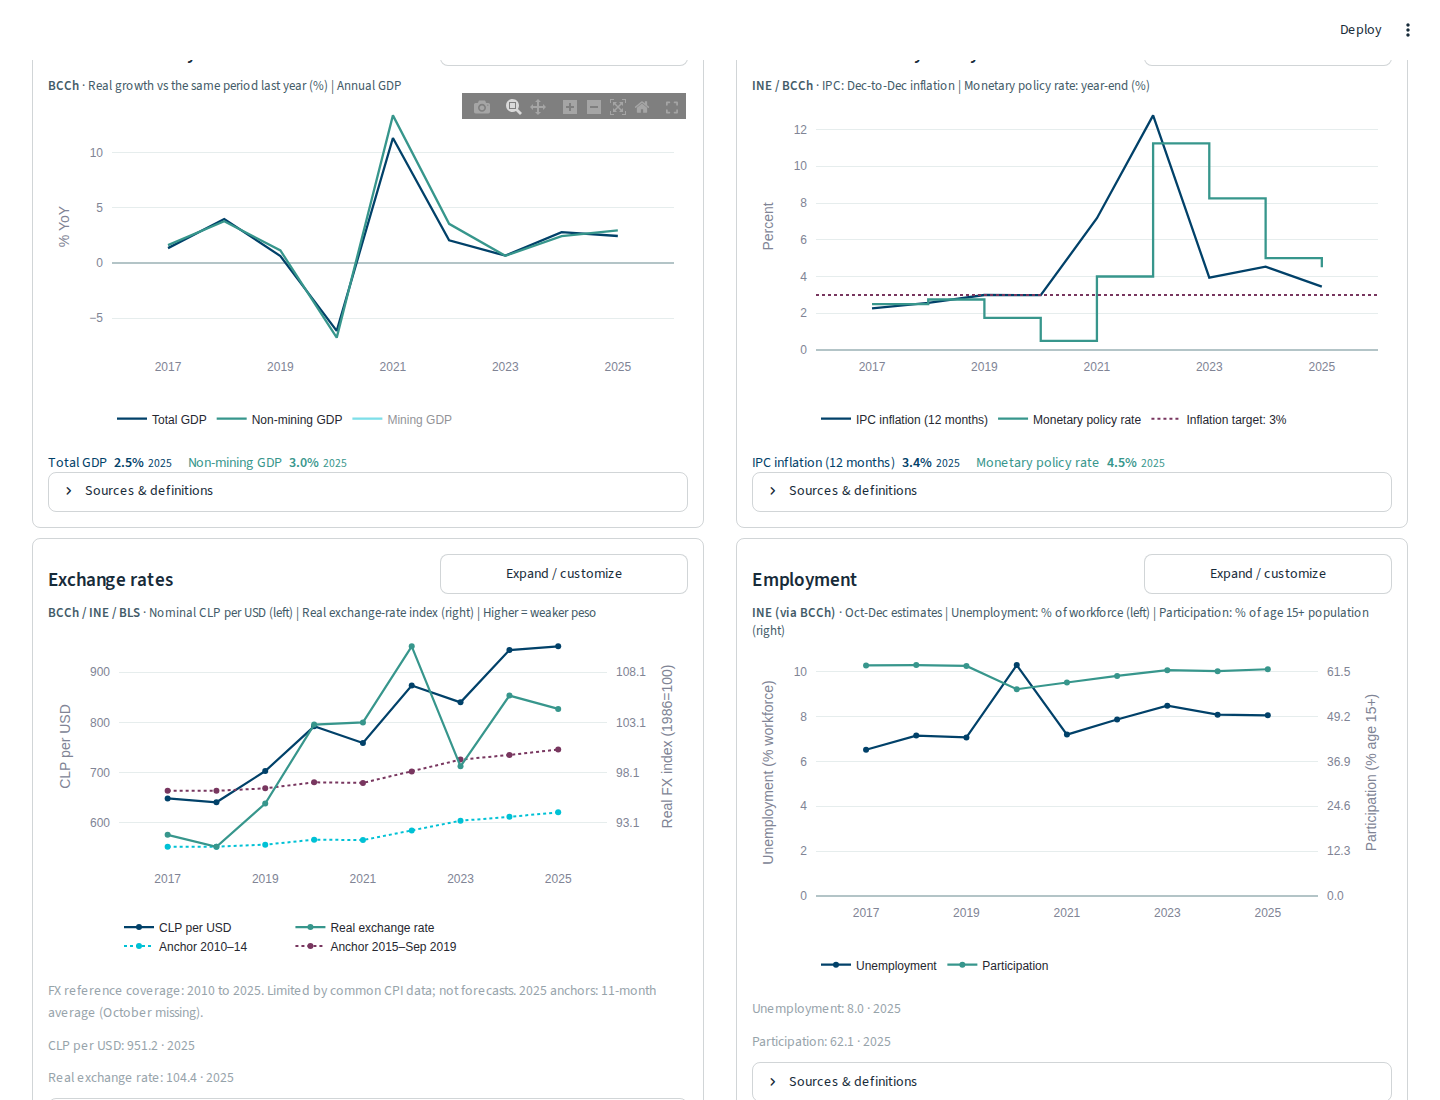 Deploy
BCCh · Real growth vs the same period last year (%) | Annual GDP
10
5
0
−5
% YoY
2017
2019
2021
2023
2025
Total GDP
Non-mining GDP
Mining GDP
Total GDP 2.5% 2025 Non-mining GDP 3.0% 2025
Sources & definitions
INE / BCCh · IPC: Dec-to-Dec inflation | Monetary policy rate: year-end (%)
12
10
8
6
4
2
0
Percent
2017
2019
2021
2023
2025
IPC inflation (12 months)
Monetary policy rate
Inflation target: 3%
IPC inflation (12 months) 3.4% 2025 Monetary policy rate 4.5% 2025
Sources & definitions
Exchange rates
Expand / customize
BCCh / INE / BLS · Nominal CLP per USD (left) | Real exchange-rate index (right) | Higher = weaker peso
900
800
700
600
CLP per USD
108.1
103.1
98.1
93.1
Real FX index (1986=100)
2017
2019
2021
2023
2025
CLP per USD
Real exchange rate
Anchor 2010–14
Anchor 2015–Sep 2019
FX reference coverage: 2010 to 2025. Limited by common CPI data; not forecasts. 2025 anchors: 11-month
average (October missing).
CLP per USD: 951.2 · 2025
Real exchange rate: 104.4 · 2025
Employment
Expand / customize
INE (via BCCh) · Oct-Dec estimates | Unemployment: % of workforce (left) | Participation: % of age 15+ population
(right)
10
8
6
4
2
0
Unemployment (% workforce)
61.5
49.2
36.9
24.6
12.3
0.0
Participation (% age 15+)
2017
2019
2021
2023
2025
Unemployment
Participation
Unemployment: 8.0 · 2025
Participation: 62.1 · 2025
Sources & definitions